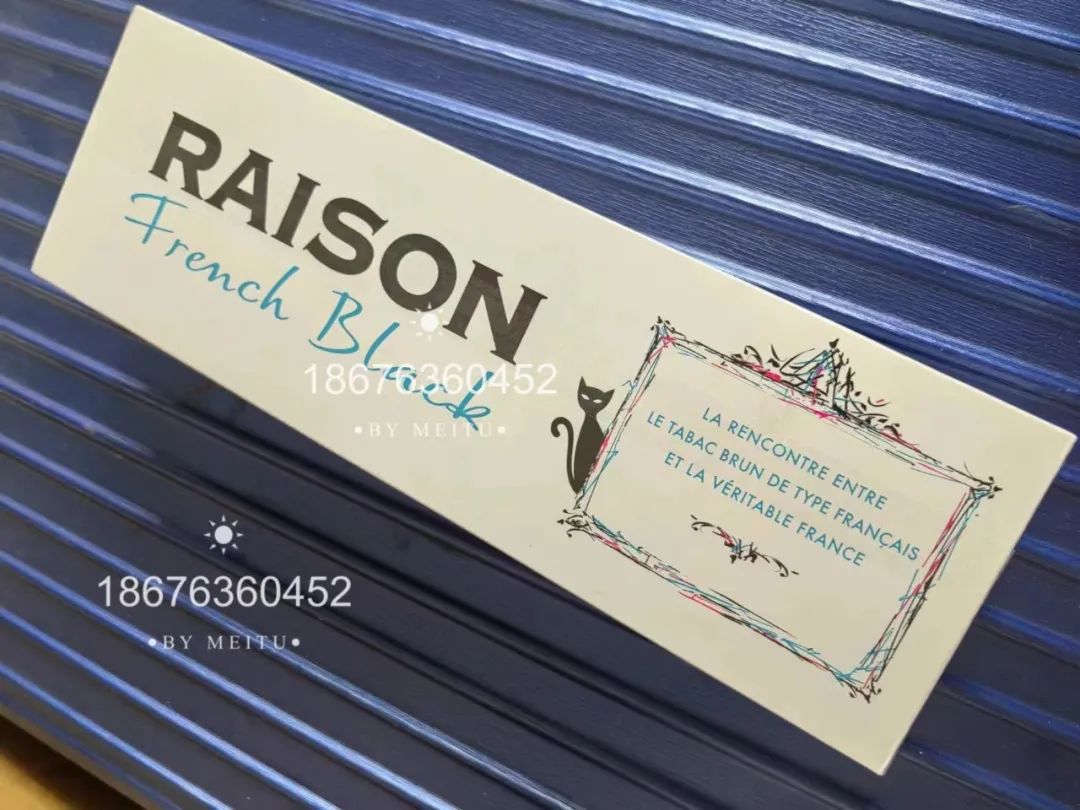 RAISON
French Black
LA RENCONTRE ENTRE
LE TABAC BRUN DE TYPE FRANÇAIS
ET LA VÉRITABLE FRANCE
18676360452
•BY MEITU•
18676360452
•BY MEITU•